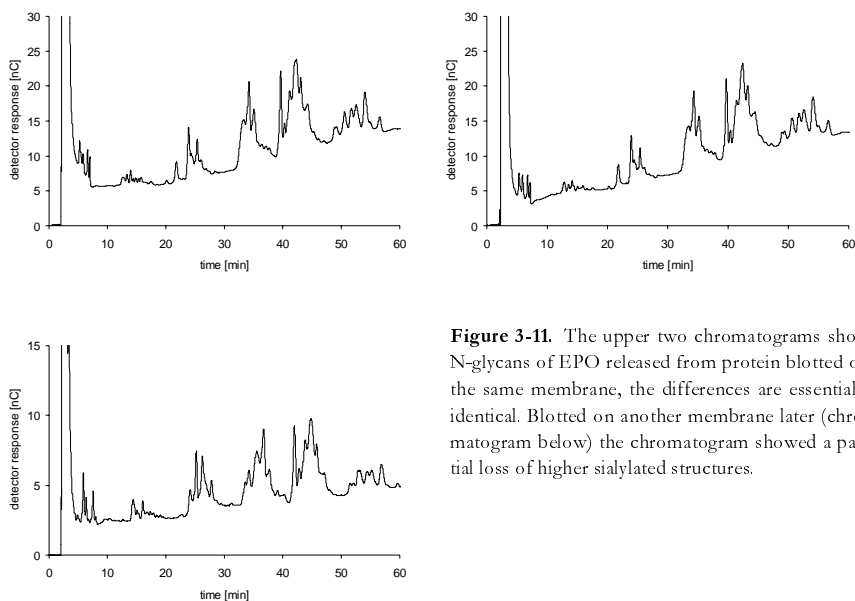 30
25
20
15
10
5
0
detector response [nC]
0 10 20 30 40 50 60
time [min]
30
25
20
15
10
5
0
detector response [nC]
0 10 20 30 40 50 60
time [min]
15
10
5
0
detector response [nC]
0 10 20 30 40 50 60
time [min]
Figure 3-11. The upper two chromatograms sho
N-glycans of EPO released from protein blotted o
the same membrane, the differences are essential
identical. Blotted on another membrane later (chro
matogram below) the chromatogram showed a pa
tial loss of higher sialylated structures.